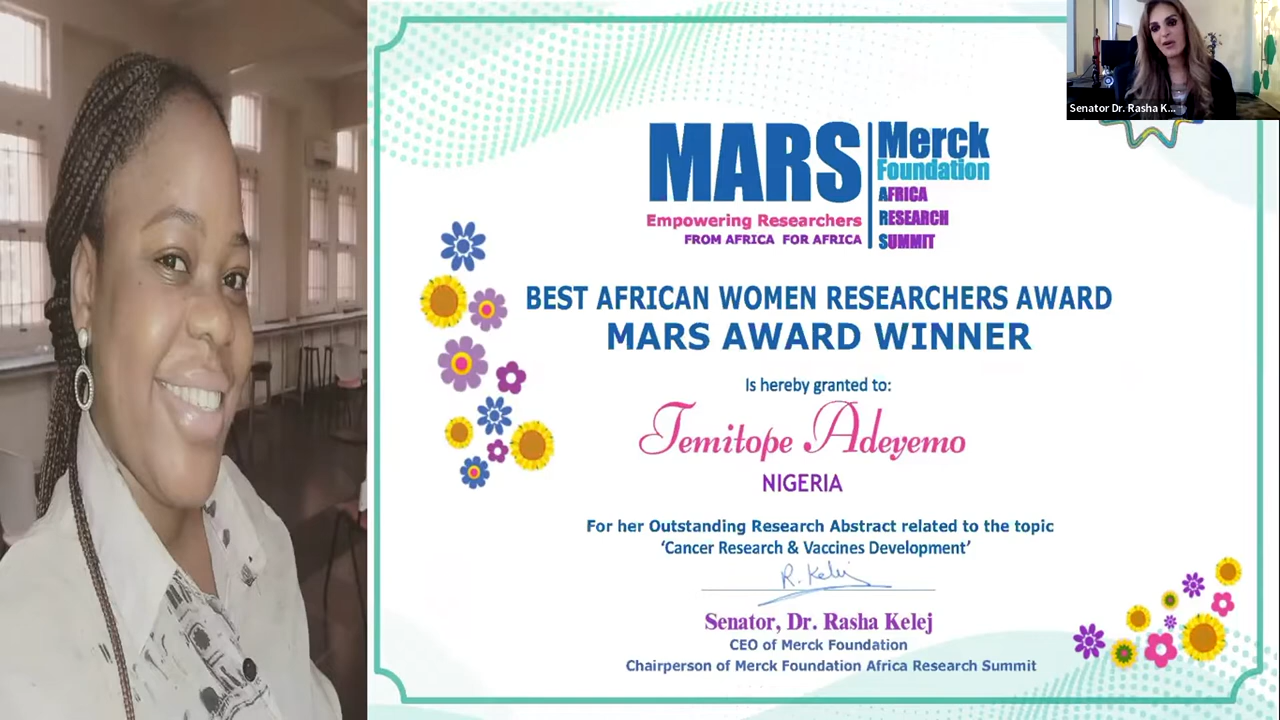 Senator Dr. Rasha K...
MARS
Merck
Foundation
AFRICA
RESEARCH
SUMMIT
Empowering Researchers
FROM AFRICA FOR AFRICA
BEST AFRICAN WOMEN RESEARCHERS AWARD
MARS AWARD WINNER
Is hereby granted to:
Temitope Adeyemo
NIGERIA
For her Outstanding Research Abstract related to the topic
'Cancer Research & Vaccines Development'
R. Kelej
Senator, Dr. Rasha Kelej
CEO of Merck Foundation
Chairperson of Merck Foundation Africa Research Summit